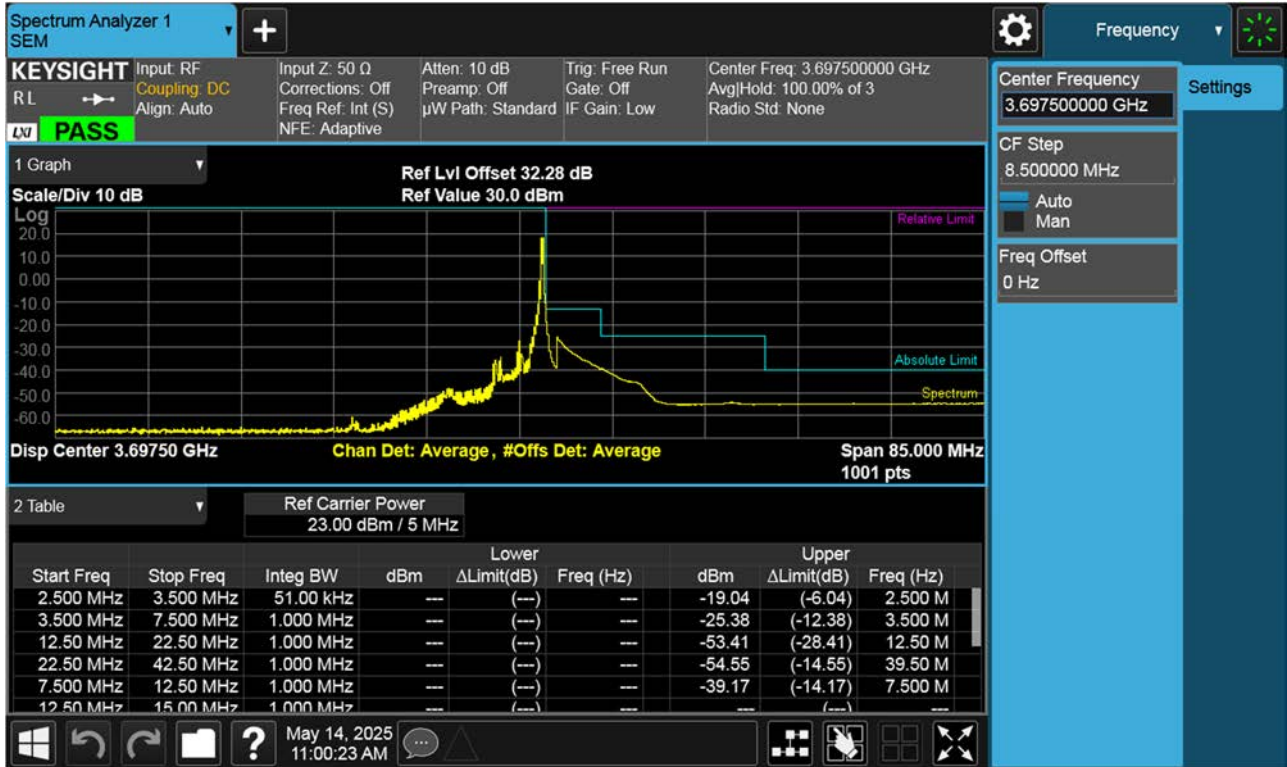 Spectrum Analyzer 1
SEM
Frequency
KEYSIGHT
RL
LXI
PASS
Input: RF
Coupling: DC
Align: Auto
Input Z: 50 Ω
Corrections: Off
Freq Ref: Int (S)
NFE: Adaptive
Atten: 10 dB
Preamp: Off
µW Path: Standard
Trig: Free Run
Gate: Off
IF Gain: Low
Center Freq: 3.697500000 GHz
Avg|Hold: 100.00% of 3
Radio Std: None
1 Graph
Ref Lvl Offset 32.28 dB
Scale/Div 10 dB
Ref Value 30.0 dBm
Log
20.0
10.0
0.00
-10.0
-20.0
-30.0
-40.0
-50.0
-60.0
Relative Limit
Absolute Limit
Spectrum
Disp Center 3.69750 GHz
Chan Det: Average, #Offs Det: Average
Span 85.000 MHz
1001 pts
2 Table
Ref Carrier Power
23.00 dBm / 5 MHz
Lower Upper
Start Freq Stop Freq Integ BW dBm ΔLimit(dB) Freq (Hz) dBm ΔLimit(dB) Freq (Hz)
2.500 MHz 3.500 MHz 51.00 kHz --- (---) --- -19.04 (-6.04) 2.500 M
3.500 MHz 7.500 MHz 1.000 MHz --- (---) --- -25.38 (-12.38) 3.500 M
12.50 MHz 22.50 MHz 1.000 MHz --- (---) --- -53.41 (-28.41) 12.50 M
22.50 MHz 42.50 MHz 1.000 MHz --- (---) --- -54.55 (-14.55) 39.50 M
7.500 MHz 12.50 MHz 1.000 MHz --- (---) --- -39.17 (-14.17) 7.500 M
12.50 MHz 15.00 MHz 1.000 MHz --- (---) --- --- (---) ---
?
May 14, 2025
11:00:23 AM
Center Frequency
3.697500000 GHz
Settings
CF Step
8.500000 MHz
Auto
Man
Freq Offset
0 Hz